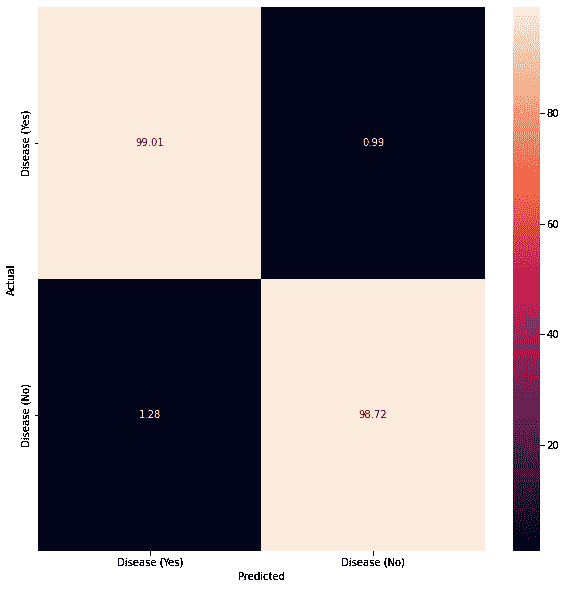 Disease (Yes)
99.01
0.99
80
60
Actual
40
Disease (No)
1.28
98.72
20
Disease (Yes)
Disease (No)
Predicted